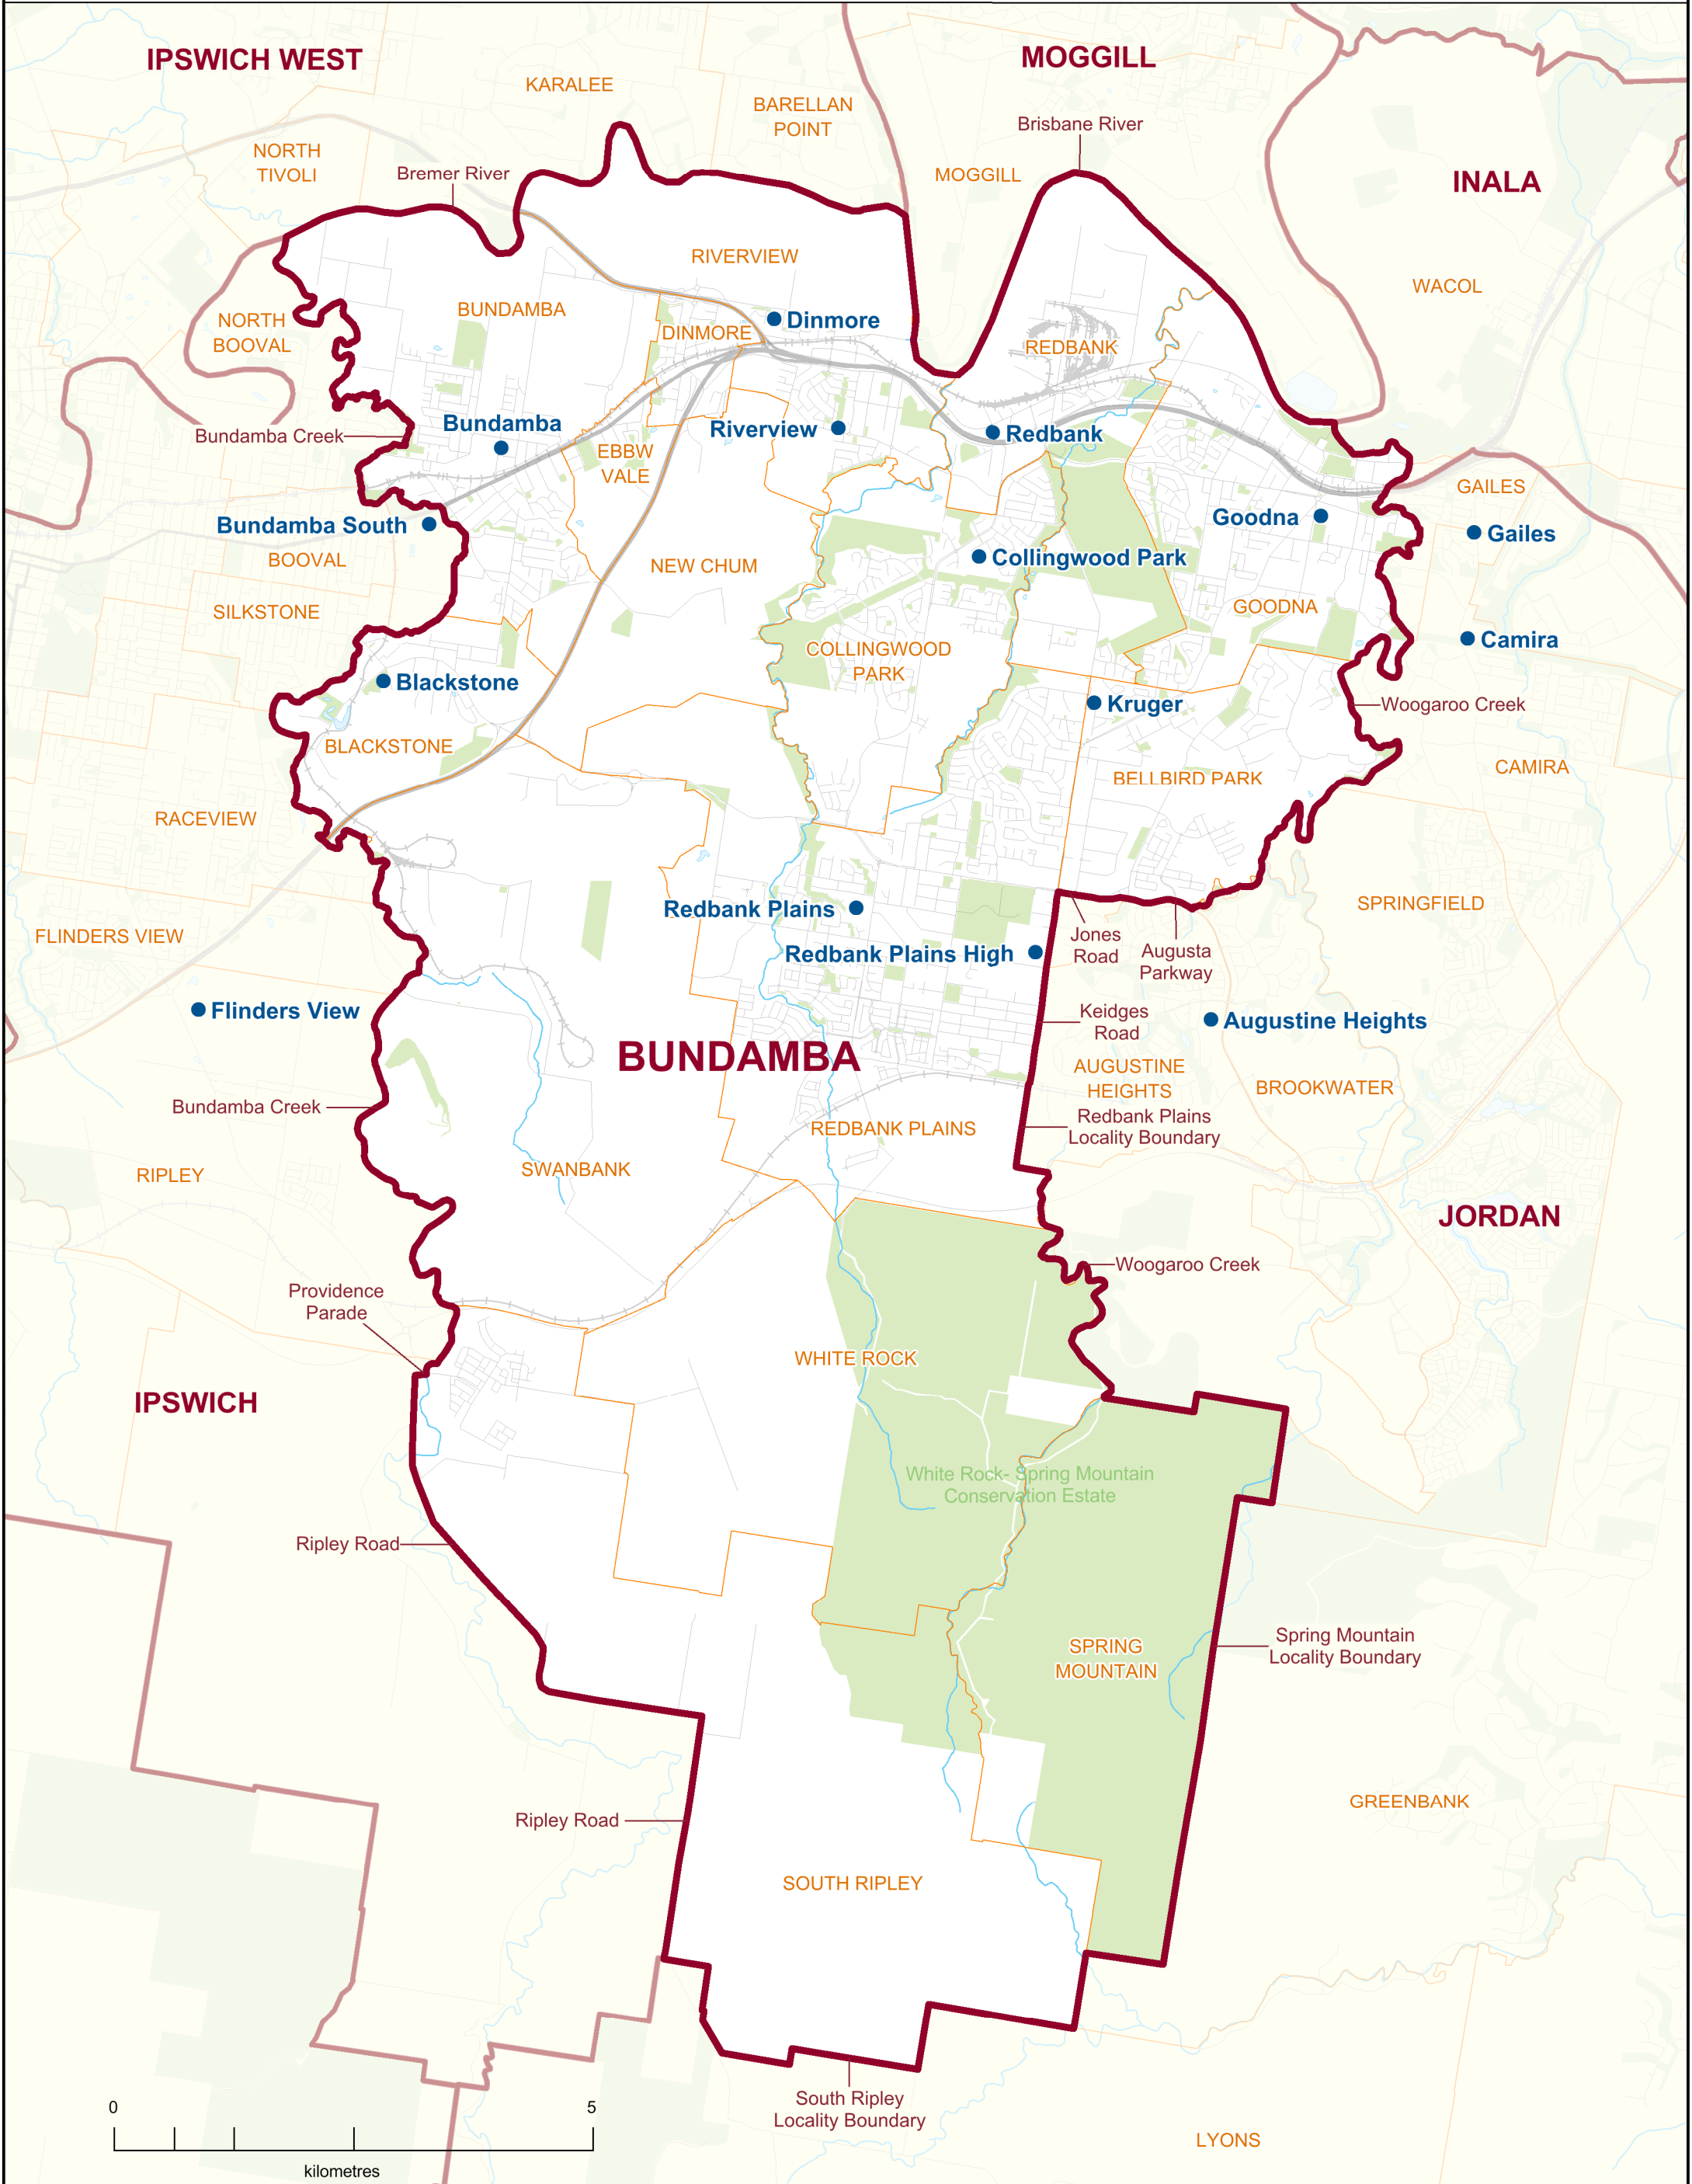 IPSWICH WEST
MOGGILL
KARALEE
BARELLAN
POINT
Brisbane River
NORTH
TIVOLI
Bremer River
MOGGILL
INALA
RIVERVIEW
WACOL
BUNDAMBA
NORTH
BOOVAL
DINMORE
Dinmore
REDBANK
Bundamba
Bundamba Creek
Riverview
Redbank
EBBW
VALE
GAILES
Bundamba South
Goodna
Gailes
BOOVAL
NEW CHUM
Collingwood Park
SILKSTONE
GOODNA
Camira
COLLINGWOOD
PARK
Blackstone
Kruger
Woogaroo Creek
BLACKSTONE
BELLBIRD PARK
CAMIRA
RACEVIEW
Redbank Plains
SPRINGFIELD
FLINDERS VIEW
Jones
Road
Augusta
Parkway
Redbank Plains High
Flinders View
Keidges
Road
Augustine Heights
BUNDAMBA
AUGUSTINE
HEIGHTS
BROOKWATER
Bundamba Creek
Redbank Plains
Locality Boundary
REDBANK PLAINS
RIPLEY
SWANBANK
JORDAN
Woogaroo Creek
Providence
Parade
WHITE ROCK
IPSWICH
White Rock- Spring Mountain
Conservation Estate
Ripley Road
SPRING
MOUNTAIN
Spring Mountain
Locality Boundary
GREENBANK
Ripley Road
SOUTH RIPLEY
South Ripley
Locality Boundary
0 5
kilometres
LYONS